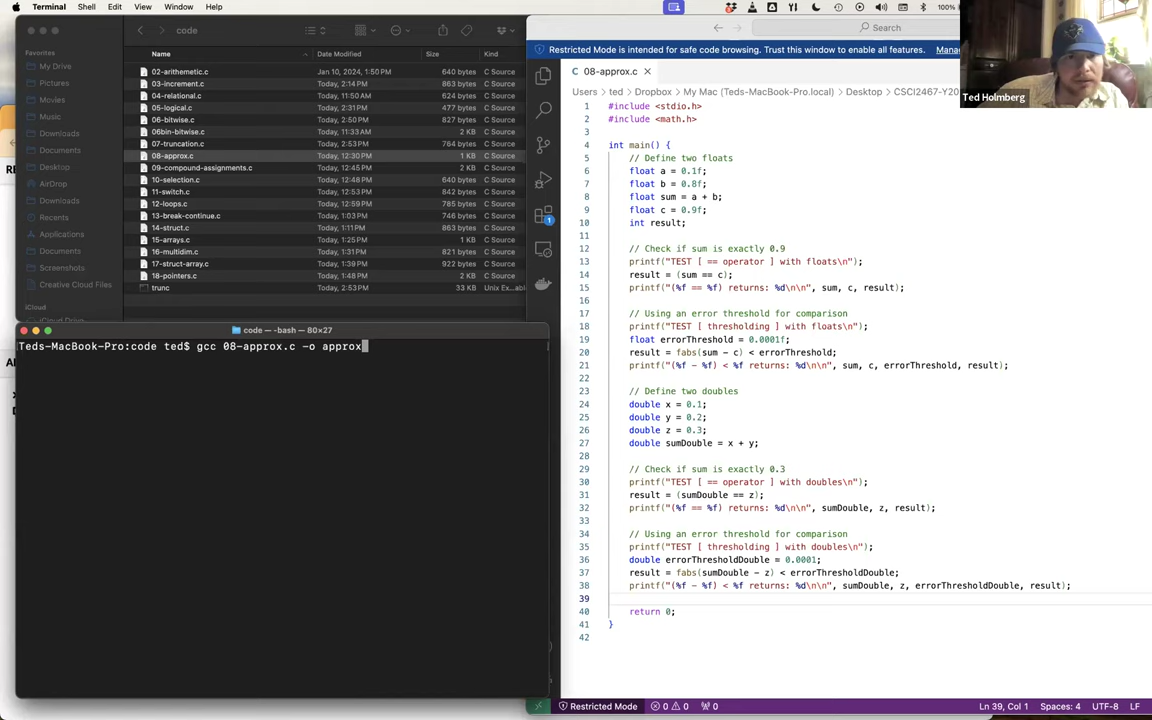 Terminal Shell Edit View Window Help 100%
code
Search
Favorites
My Drive
Pictures
Movies
Music
Downloads
Documents
Desktop
AirDrop
Downloads
Recents
Applications
Documents
Screenshots
Creative Cloud Files
iCloud
Name Date Modified Size Kind
02-arithemetic.c Jan 10, 2024, 1:50 PM 640 bytes C Source
03-increment.c Today, 2:14 PM 863 bytes C Source
04-relational.c Today, 11:50 AM 624 bytes C Source
05-logical.c Today, 2:31 PM 477 bytes C Source
06-bitwise.c Today, 2:32 PM 827 bytes C Source
06bin-bitwise.c Today, 11:33 AM 2 KB C Source
07-truncation.c Today, 2:53 PM 842 bytes C Source
08-approx.c Today, 12:30 PM 1 KB C Source
09-compound-assignments.c Today, 12:45 PM 2 KB C Source
10-selection.c Today, 12:48 PM 640 bytes C Source
11-switch.c Today, 12:53 PM 842 bytes C Source
12-loops.c Today, 12:59 PM 785 bytes C Source
13-break-continue.c Today, 1:03 PM 746 bytes C Source
14-struct.c Today, 1:11 PM 863 bytes C Source
15-arrays.c Today, 1:25 PM 1 KB C Source
16-multidim.c Today, 1:31 PM 821 bytes C Source
17-struct-array.c Today, 1:39 PM 922 bytes C Source
18-pointers.c Today, 1:48 PM 2 KB C Source
trunc Today, 2:53 PM 33 KB Unix Ex...able
code — -bash — 80×27
Teds-MacBook-Pro:code ted$ gcc 08-approx.c -o approx
Restricted Mode is intended for safe code browsing. Trust this window to enable all features. Mana
Ted Holmberg
C 08-approx.c
Users > ted > Dropbox > My Mac (Teds-MacBook-Pro.local) > Desktop > CSCI2467-Y20
1 #include <stdio.h>
2 #include <math.h>
3
4 int main() {
5 // Define two floats
6 float a = 0.1f;
7 float b = 0.8f;
8 float sum = a + b;
9 float c = 0.9f;
10 int result;
11
12 // Check if sum is exactly 0.9
13 printf("TEST [ == operator ] with floats\n");
14 result = (sum == c);
15 printf("(%f == %f) returns: %d\n\n", sum, c, result);
16
17 // Using an error threshold for comparison
18 printf("TEST [ thresholding ] with floats\n");
19 float errorThreshold = 0.0001f;
20 result = fabs(sum - c) < errorThreshold;
21 printf("(%f - %f) < %f returns: %d\n\n", sum, c, errorThreshold, result);
22
23 // Define two doubles
24 double x = 0.1;
25 double y = 0.2;
26 double z = 0.3;
27 double sumDouble = x + y;
28
29 // Check if sum is exactly 0.3
30 printf("TEST [ == operator ] with doubles\n");
31 result = (sumDouble == z);
32 printf("(%f == %f) returns: %d\n\n", sumDouble, z, result);
33
34 // Using an error threshold for comparison
35 printf("TEST [ thresholding ] with doubles\n");
36 double errorThresholdDouble = 0.0001;
37 result = fabs(sumDouble - z) < errorThresholdDouble;
38 printf("(%f - %f) < %f returns: %d\n\n", sumDouble, z, errorThresholdDouble, result);
39
40 return 0;
41 }
42
Restricted Mode 0 0 0 Ln 39, Col 1 Spaces: 4 UTF-8 LF